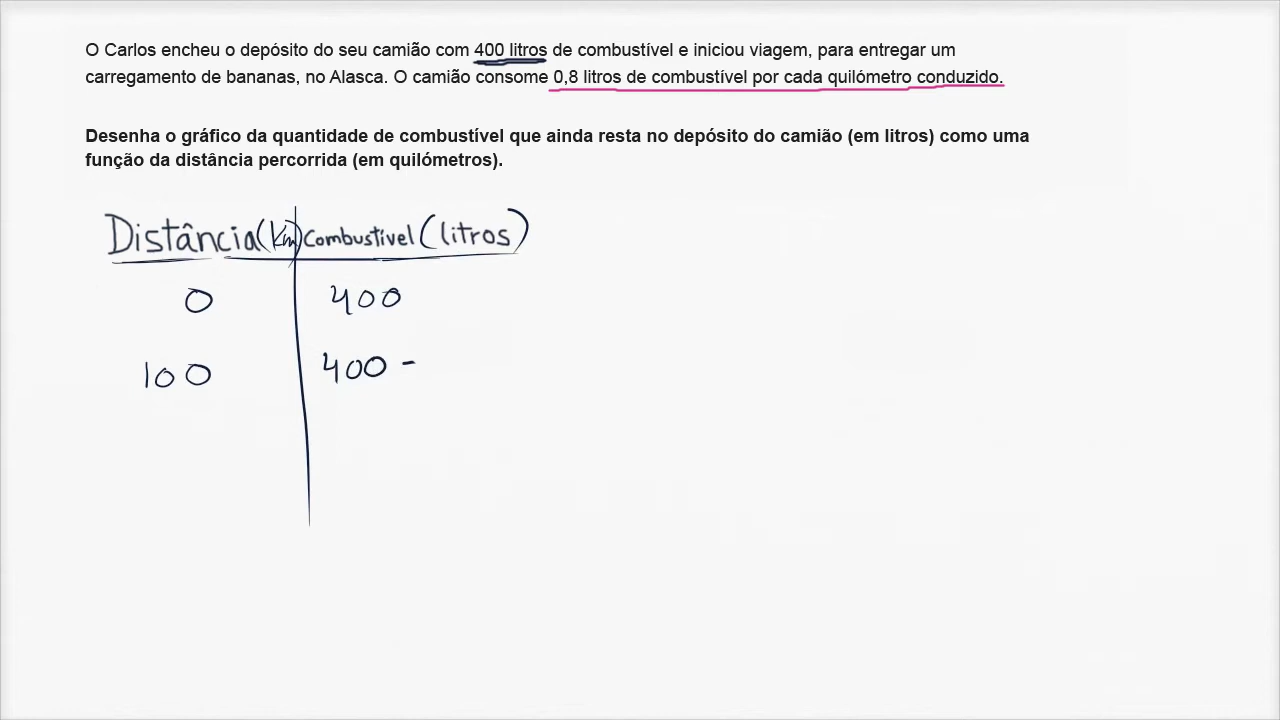 O Carlos encheu o depósito do seu camião com 400 litros de combustível e iniciou viagem, para entregar um
carregamento de bananas, no Alasca. O camião consome 0,8 litros de combustível por cada quilómetro conduzido.
Desenha o gráfico da quantidade de combustível que ainda resta no depósito do camião (em litros) como uma
função da distância percorrida (em quilómetros).
Distância (Km) Combustível (litros)
0 400
100 400 -